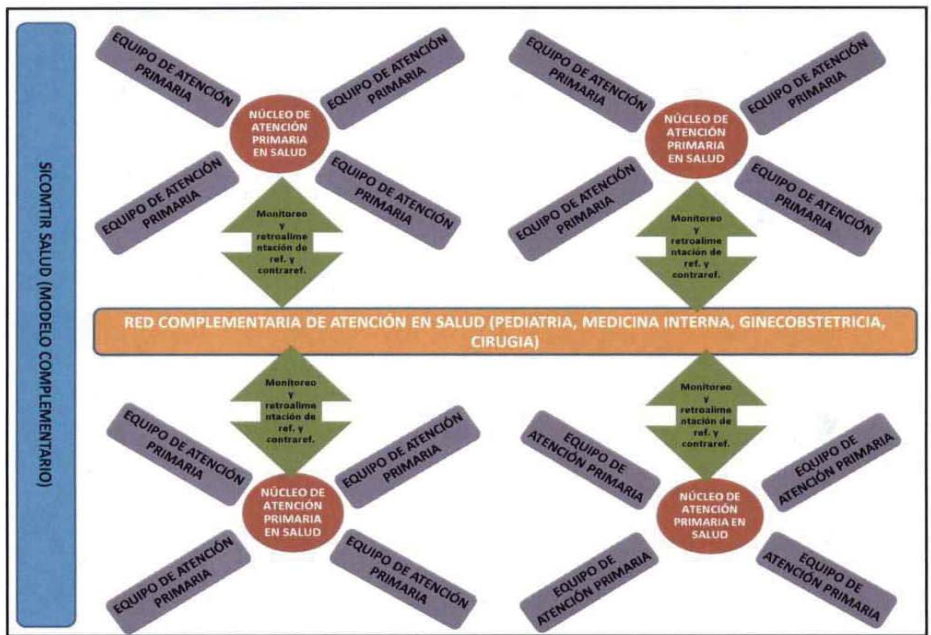 SICOMTIR SALUD (MODELO COMPLEMENTARIO)
EQUIPO DE ATENCIÓN
PRIMARIA
EQUIPO DE ATENCIÓN
PRIMARIA
NÚCLEO DE
ATENCIÓN
PRIMARIA
EN SALUD
EQUIPO DE ATENCIÓN
PRIMARIA
EQUIPO DE ATENCIÓN
PRIMARIA
Monitoreo
y
retroalime
ntación de
ref. y
contraref.
EQUIPO DE ATENCIÓN
PRIMARIA
EQUIPO DE ATENCIÓN
PRIMARIA
NÚCLEO DE
ATENCIÓN
PRIMARIA
EN SALUD
EQUIPO DE ATENCIÓN
PRIMARIA
EQUIPO DE ATENCIÓN
PRIMARIA
Monitoreo
y
retroalime
ntación de
ref. y
contraref.
RED COMPLEMENTARIA DE ATENCIÓN EN SALUD (PEDIATRIA, MEDICINA INTERNA, GINECOBSTETRICIA,
CIRUGIA)
Monitoreo
y
retroalime
ntación de
ref. y
contraref.
EQUIPO DE ATENCIÓN
PRIMARIA
EQUIPO DE ATENCIÓN
PRIMARIA
NÚCLEO DE
ATENCIÓN
PRIMARIA
EN SALUD
EQUIPO DE ATENCIÓN
PRIMARIA
EQUIPO DE ATENCIÓN
PRIMARIA
Monitoreo
y
retroalime
ntación de
ref. y
contraref.
EQUIPO DE
ATENCIÓN PRIMARIA
EQUIPO DE
ATENCIÓN PRIMARIA
NÚCLEO DE
ATENCIÓN
PRIMARIA EN
SALUD
EQUIPO DE
ATENCIÓN PRIMARIA
EQUIPO DE
ATENCIÓN PRIMARIA